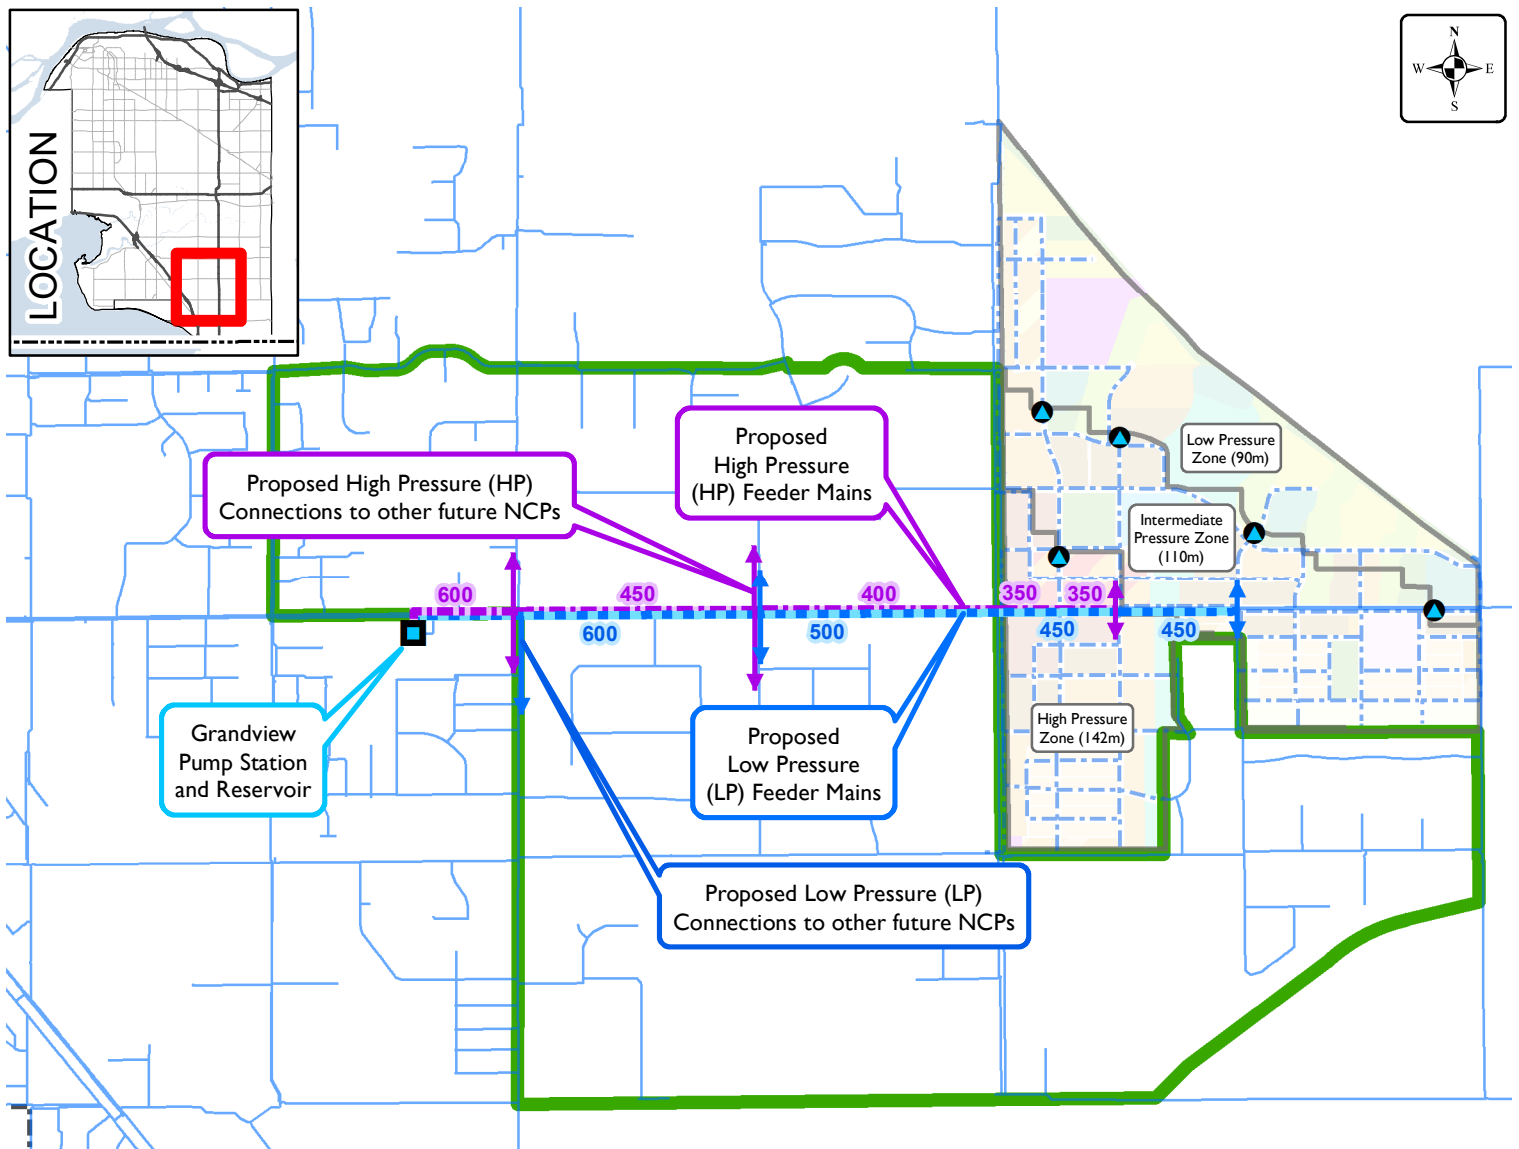 LOCATION
N
W
E
S
Proposed
High Pressure
(HP) Feeder Mains
Low Pressure
Zone (90m)
Proposed High Pressure (HP)
Connections to other future NCPs
Intermediate
Pressure Zone
(110m)
600
450
400
350
350
600
500
450
450
High Pressure
Zone (142m)
Grandview
Pump Station
and Reservoir
Proposed
Low Pressure
(LP) Feeder Mains
Proposed Low Pressure (LP)
Connections to other future NCPs